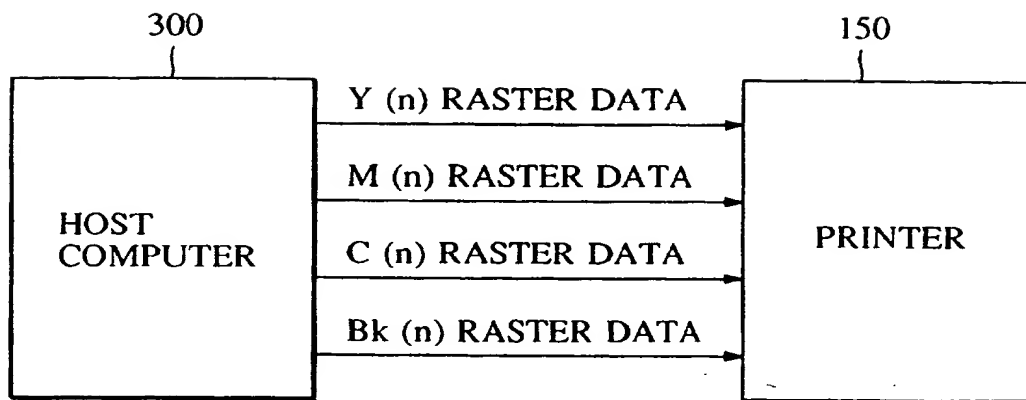 300
150
Y (n) RASTER DATA
M (n) RASTER DATA
HOST
COMPUTER
PRINTER
C (n) RASTER DATA
Bk (n) RASTER DATA